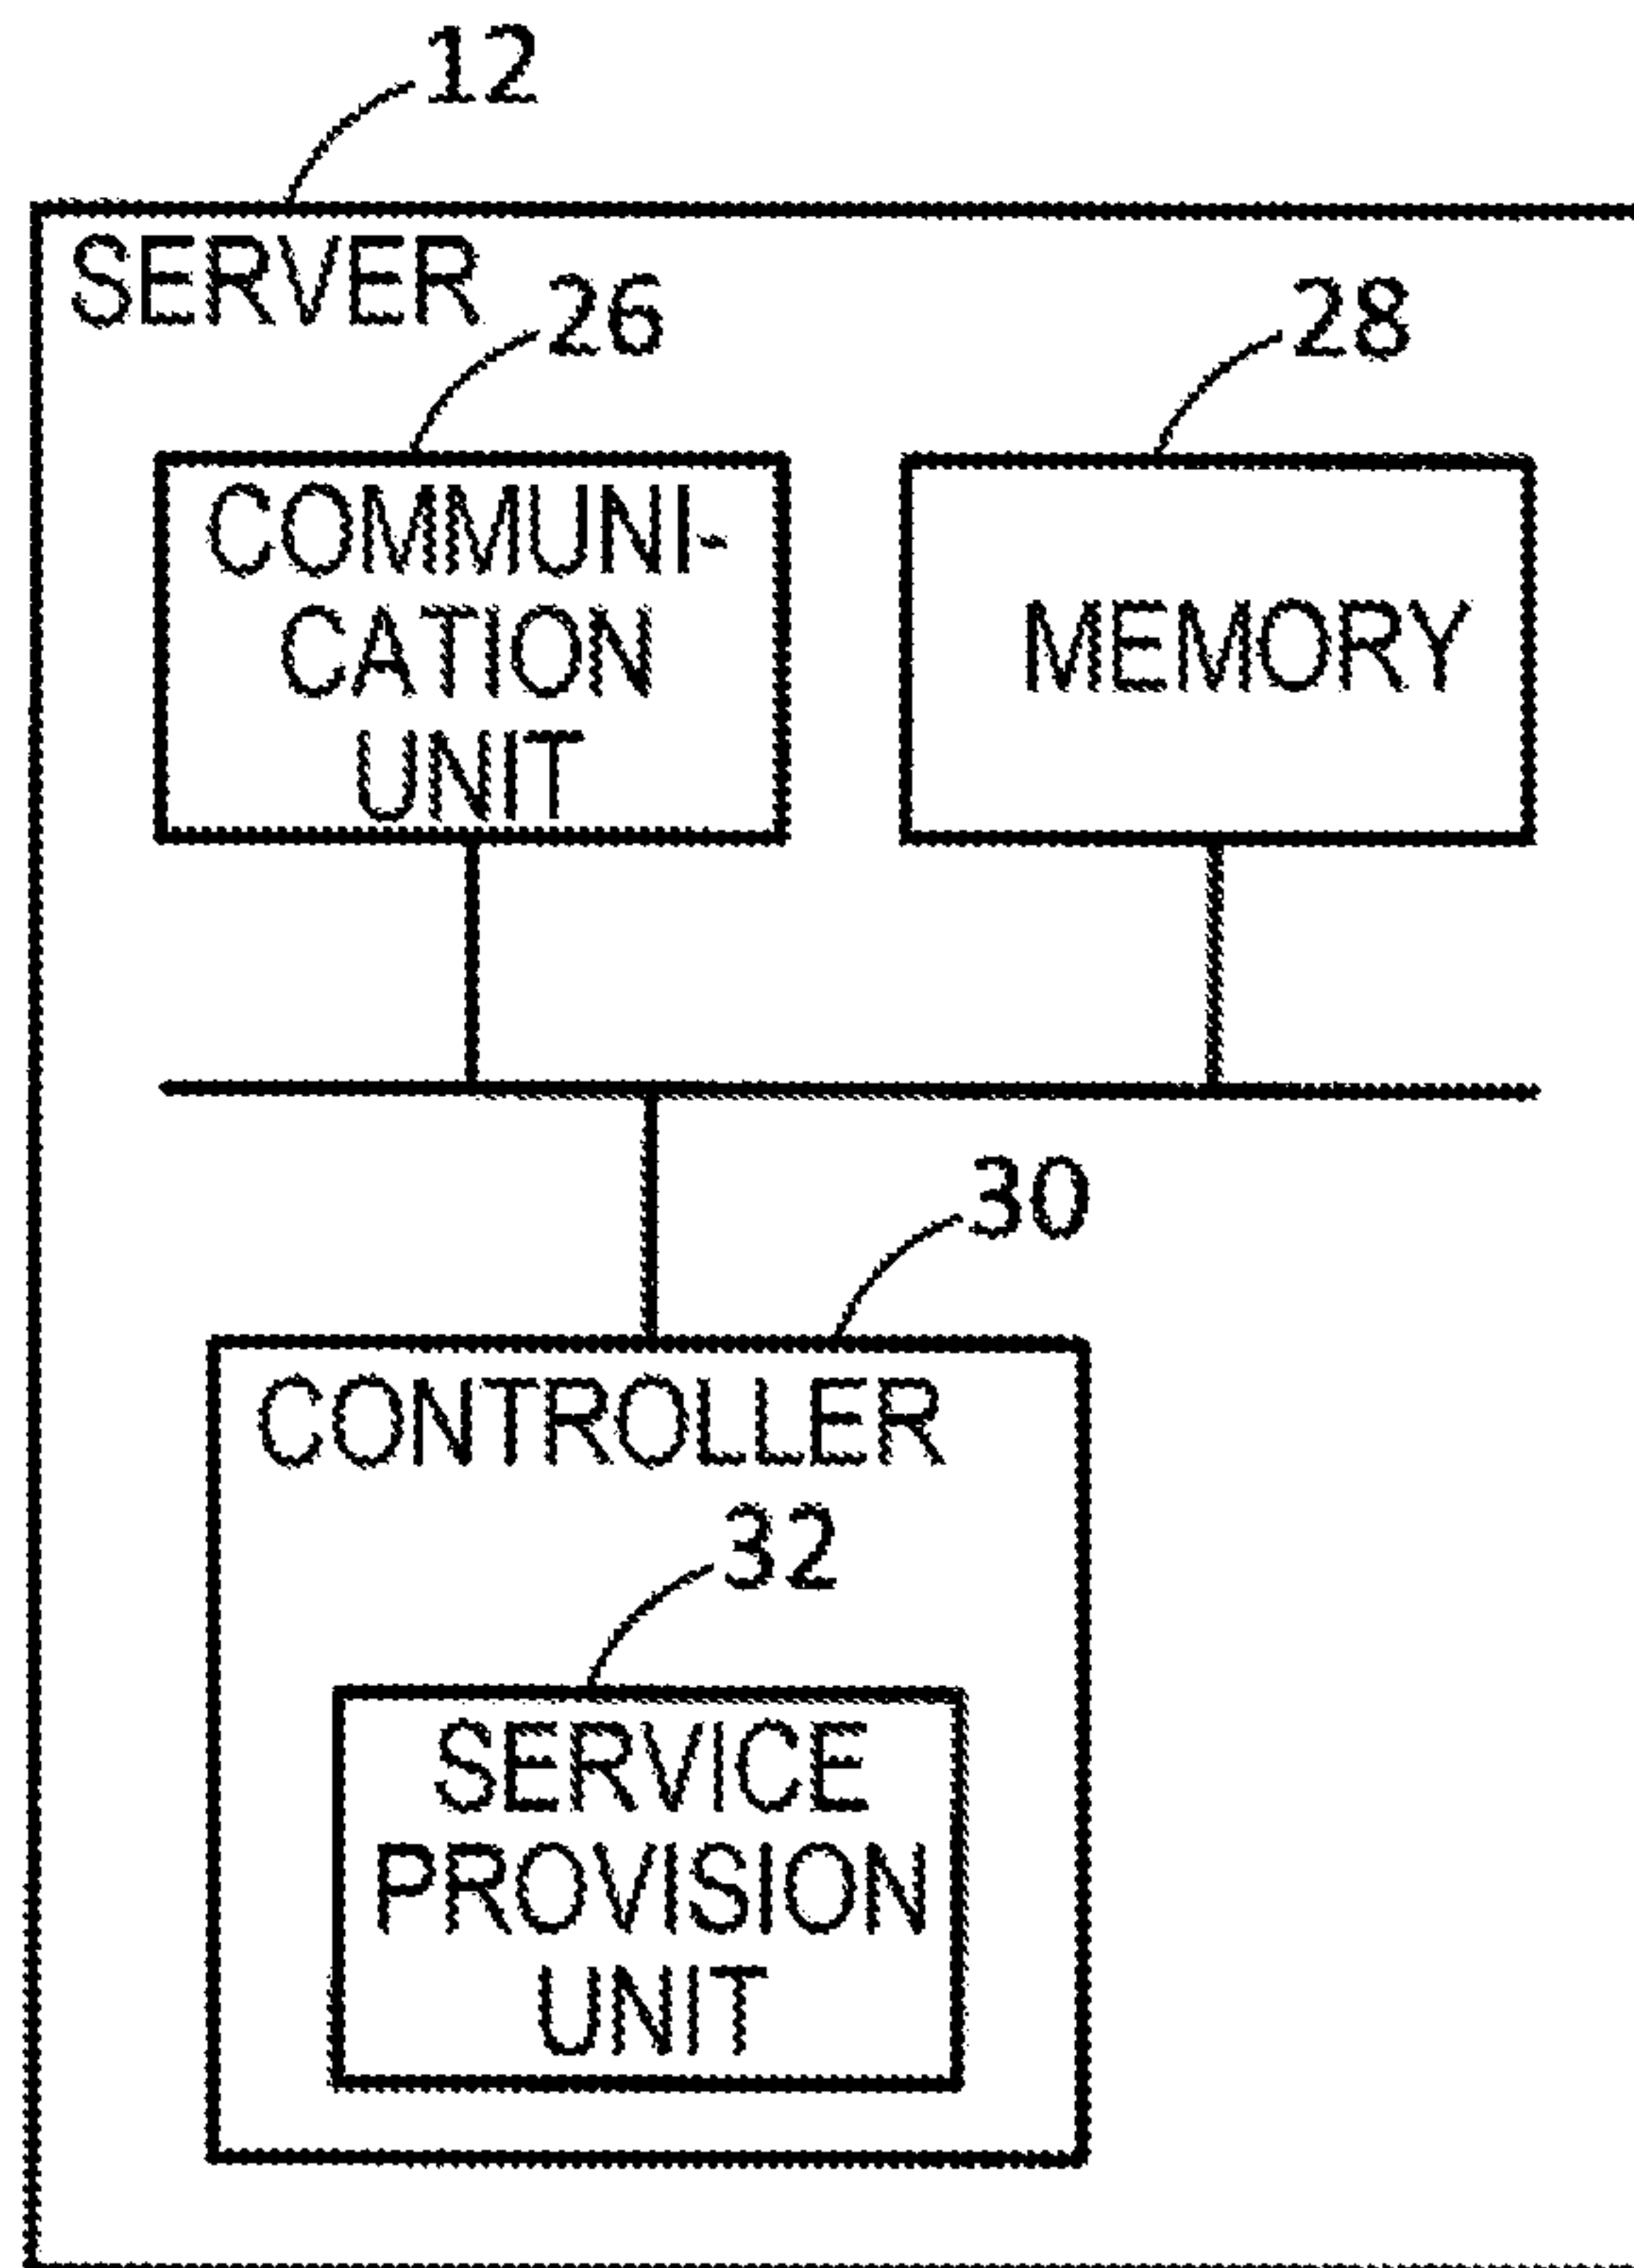 12
SERVER
26
28
COMMUNI-
CATION
UNIT
MEMORY
30
CONTROLLER
32
SERVICE
PROVISION
UNIT